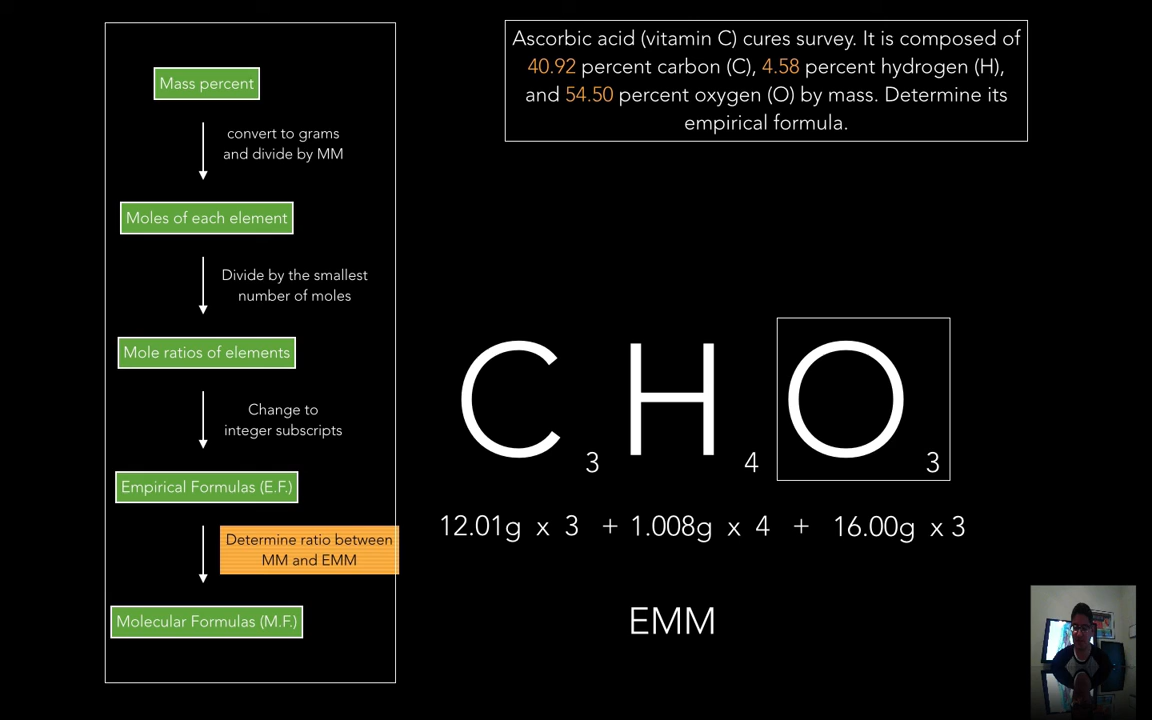 Ascorbic acid (vitamin C) cures survey. It is composed of
40.92 percent carbon (C), 4.58 percent hydrogen (H),
and 54.50 percent oxygen (O) by mass. Determine its
empirical formula.
Mass percent
convert to grams
and divide by MM
Moles of each element
Divide by the smallest
number of moles
Mole ratios of elements
Change to
integer subscripts
Empirical Formulas (E.F.)
Determine ratio between
MM and EMM
Molecular Formulas (M.F.)
C3H4O3
12.01g x 3 + 1.008g x 4 + 16.00g x 3
EMM